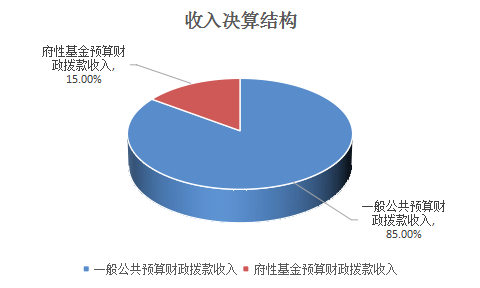 收入决算结构
府性基金预算财
政拨款收入,
15.00%
一般公共预算财
政拨款收入,
85.00%
一般公共预算财政拨款收入
府性基金预算财政拨款收入